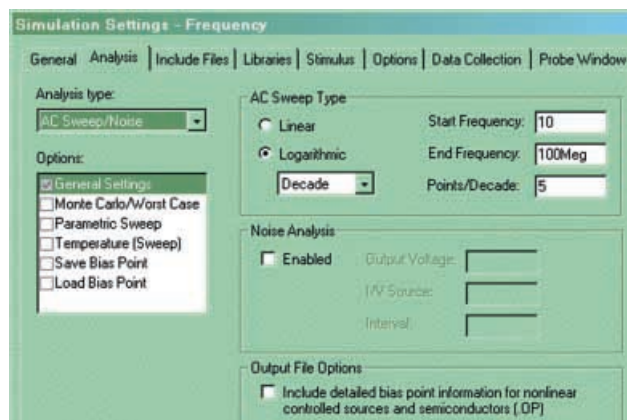 Simulation Settings - Frequency
General Analysis Include Files Libraries Stimulus Options Data Collection Probe Window
Analysis type:
AC Sweep/Noise
Options:
General Settings
Monte Carlo/Worst Case
Parametric Sweep
Temperature (Sweep)
Save Bias Point
Load Bias Point
AC Sweep Type
Linear
Logarithmic
Decade
Start Frequency: 10
End Frequency: 100Meg
Points/Decade: 5
Noise Analysis
Enabled
Output Voltage:
I/V Source:
Interval:
Output File Options
Include detailed bias point information for nonlinear
controlled sources and semiconductors (.OP)